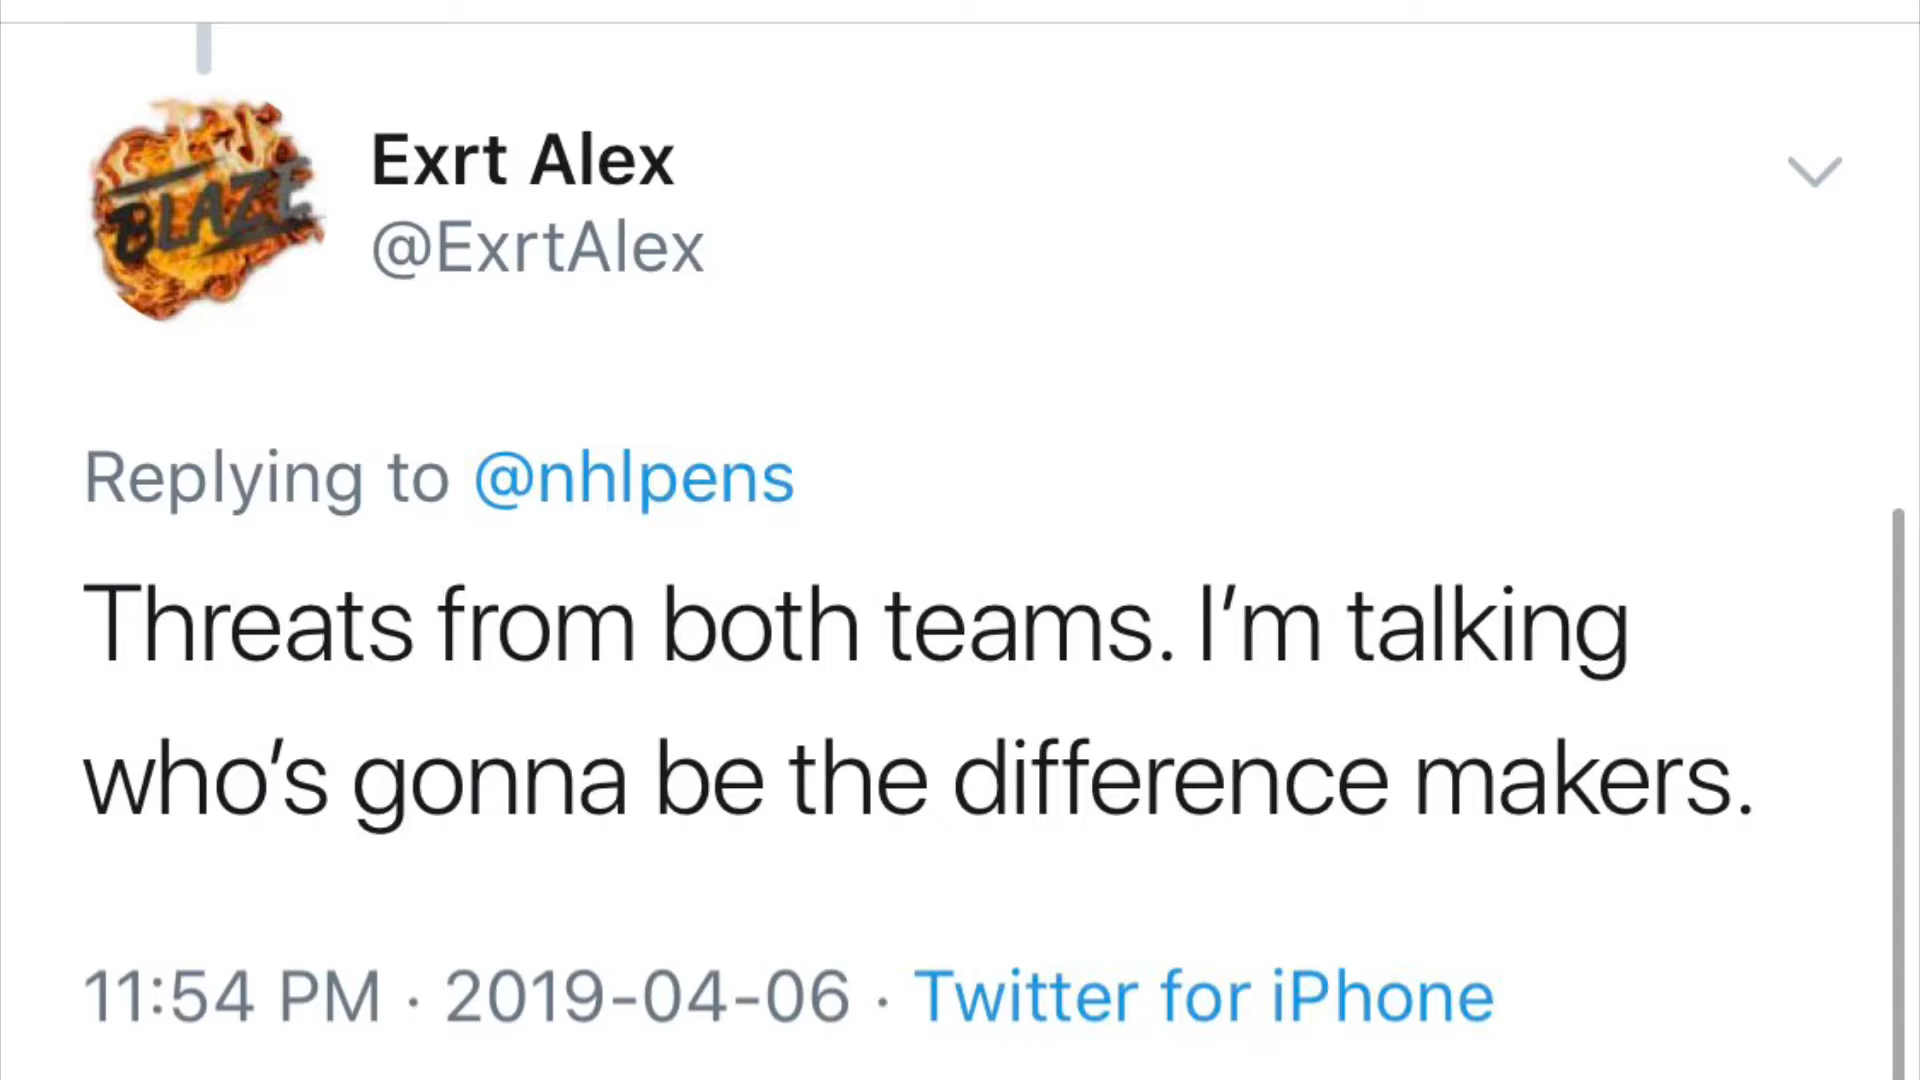 BLAZE
Exrt Alex
@ExrtAlex
Replying to @nhlpens
Threats from both teams. I’m talking
who’s gonna be the difference makers.
11:54 PM · 2019-04-06 · Twitter for iPhone